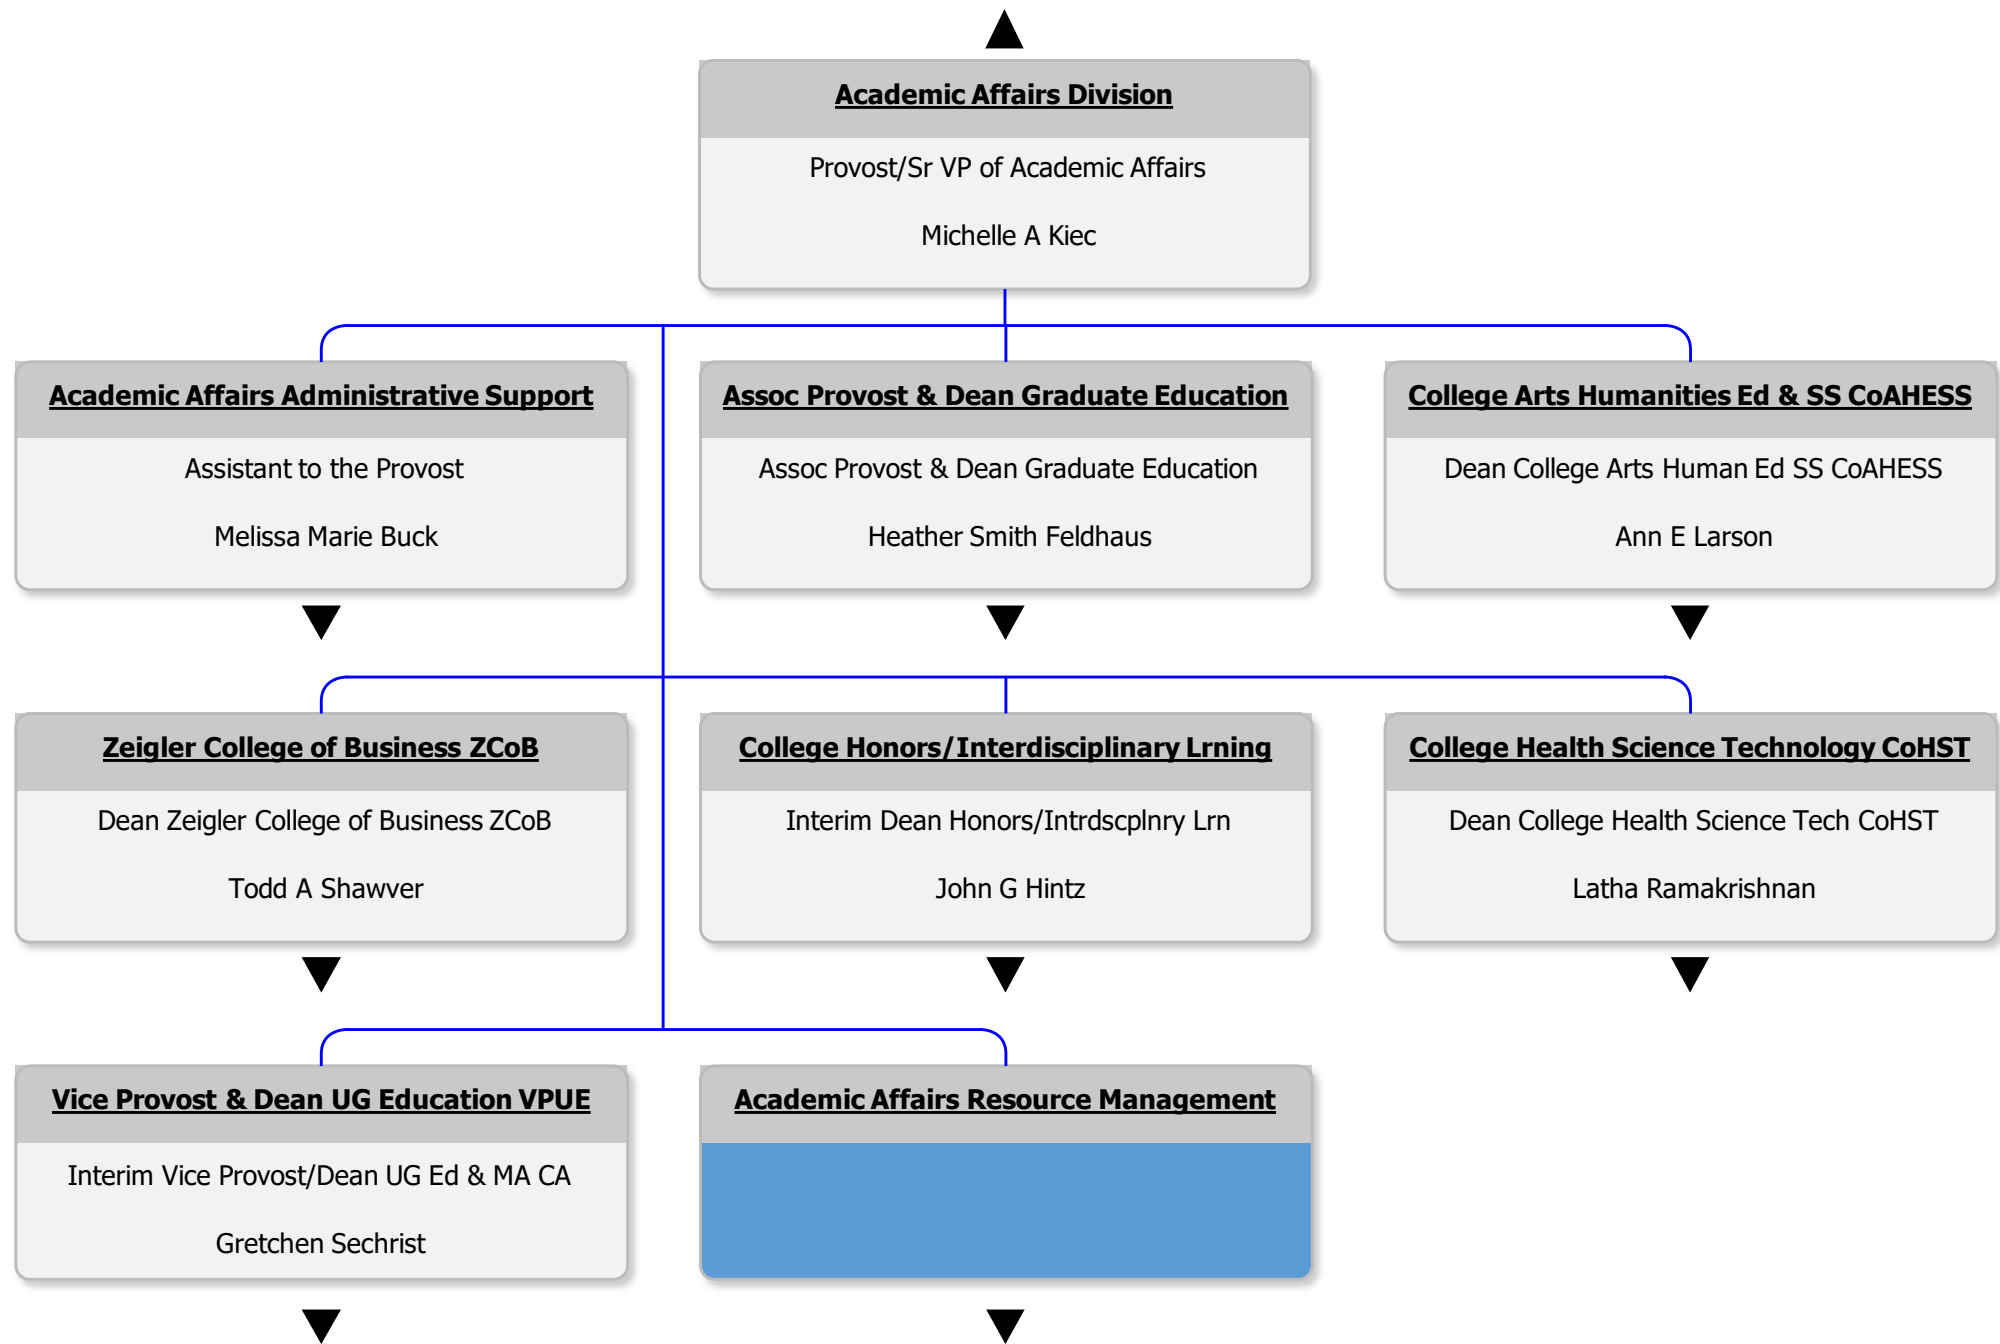 Academic Affairs Division
Provost/Sr VP of Academic Affairs
Michelle A Kiec
Academic Affairs Administrative Support
Assistant to the Provost
Melissa Marie Buck
Assoc Provost & Dean Graduate Education
Assoc Provost & Dean Graduate Education
Heather Smith Feldhaus
College Arts Humanities Ed & SS CoAHESS
Dean College Arts Human Ed SS CoAHESS
Ann E Larson
Zeigler College of Business ZCoB
Dean Zeigler College of Business ZCoB
Todd A Shawver
College Honors/Interdisciplinary Lrning
Interim Dean Honors/Intrdscplnry Lrn
John G Hintz
College Health Science Technology CoHST
Dean College Health Science Tech CoHST
Latha Ramakrishnan
Vice Provost & Dean UG Education VPUE
Interim Vice Provost/Dean UG Ed & MA CA
Gretchen Sechrist
Academic Affairs Resource Management